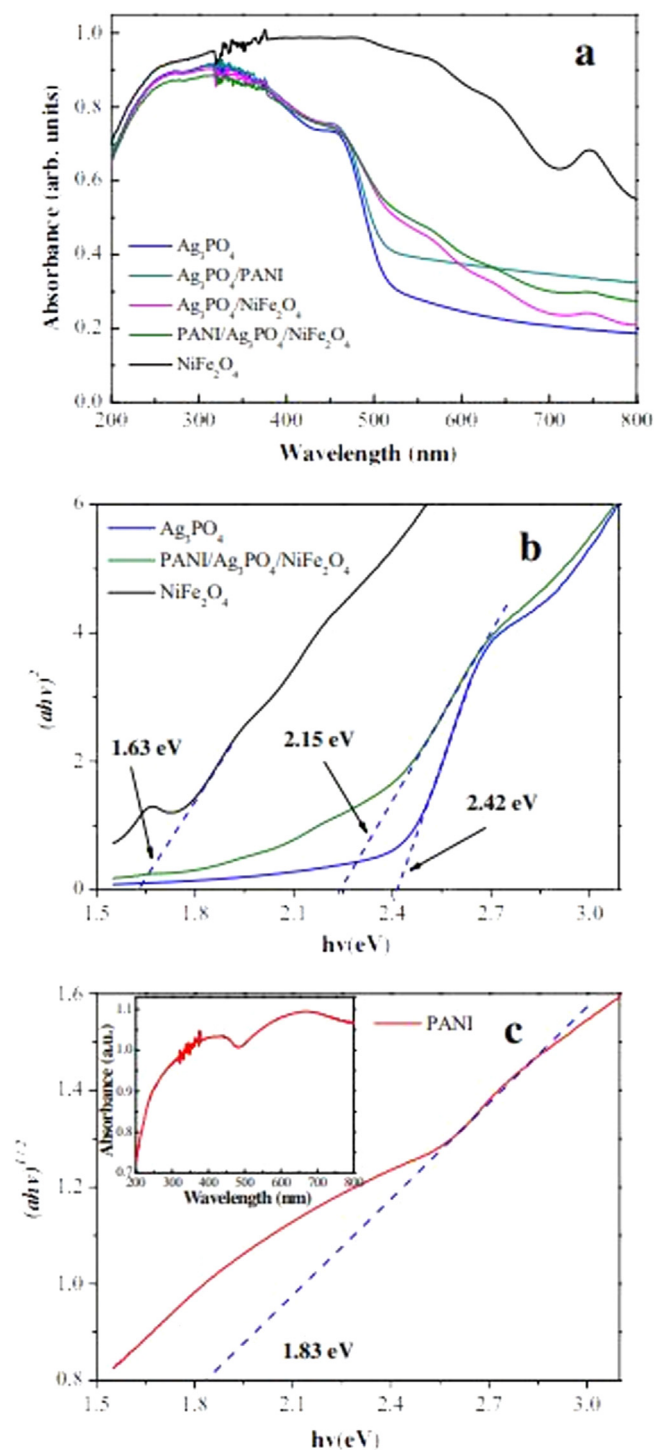 a
1.0
0.8
0.6
0.4
0.2
0.0
Absorbance (arb. units)
Ag₃PO₄
Ag₃PO₄/PANI
Ag₃PO₄/NiFe₂O₄
PANI/Ag₃PO₄/NiFe₂O₄
NiFe₂O₄
200 300 400 500 600 700 800
Wavelength (nm)
b
6
4
2
0
(ahν)²
Ag₃PO₄
PANI/Ag₃PO₄/NiFe₂O₄
NiFe₂O₄
1.63 eV
2.15 eV
2.42 eV
1.5 1.8 2.1 2.4 2.7 3.0
hν(eV)
c
1.6
1.4
1.2
1.0
0.8
(ahν)¹ᐟ²
PANI
1.1
1.0
0.9
0.8
0.7
Absorbance (a.u.)
200 300 400 500 600 700 800
Wavelength (nm)
1.83 eV
1.5 1.8 2.1 2.4 2.7 3.0
hν(eV)